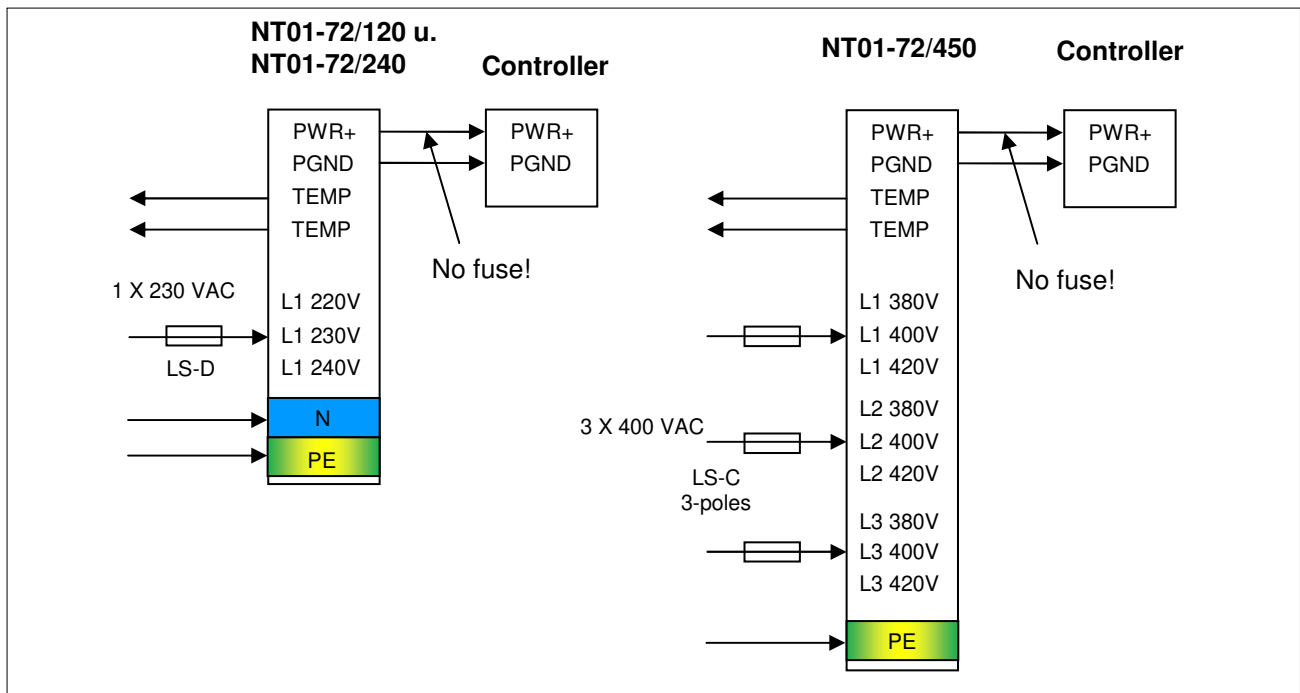 NT01-72/120 u.
NT01-72/240
Controller
PWR+
PGND
TEMP
TEMP
PWR+
PGND
No fuse!
1 X 230 VAC
LS-D
L1 220V
L1 230V
L1 240V
N
PE
NT01-72/450
Controller
PWR+
PGND
TEMP
TEMP
PWR+
PGND
No fuse!
L1 380V
L1 400V
L1 420V
3 X 400 VAC
LS-C
3-poles
L2 380V
L2 400V
L2 420V
L3 380V
L3 400V
L3 420V
PE